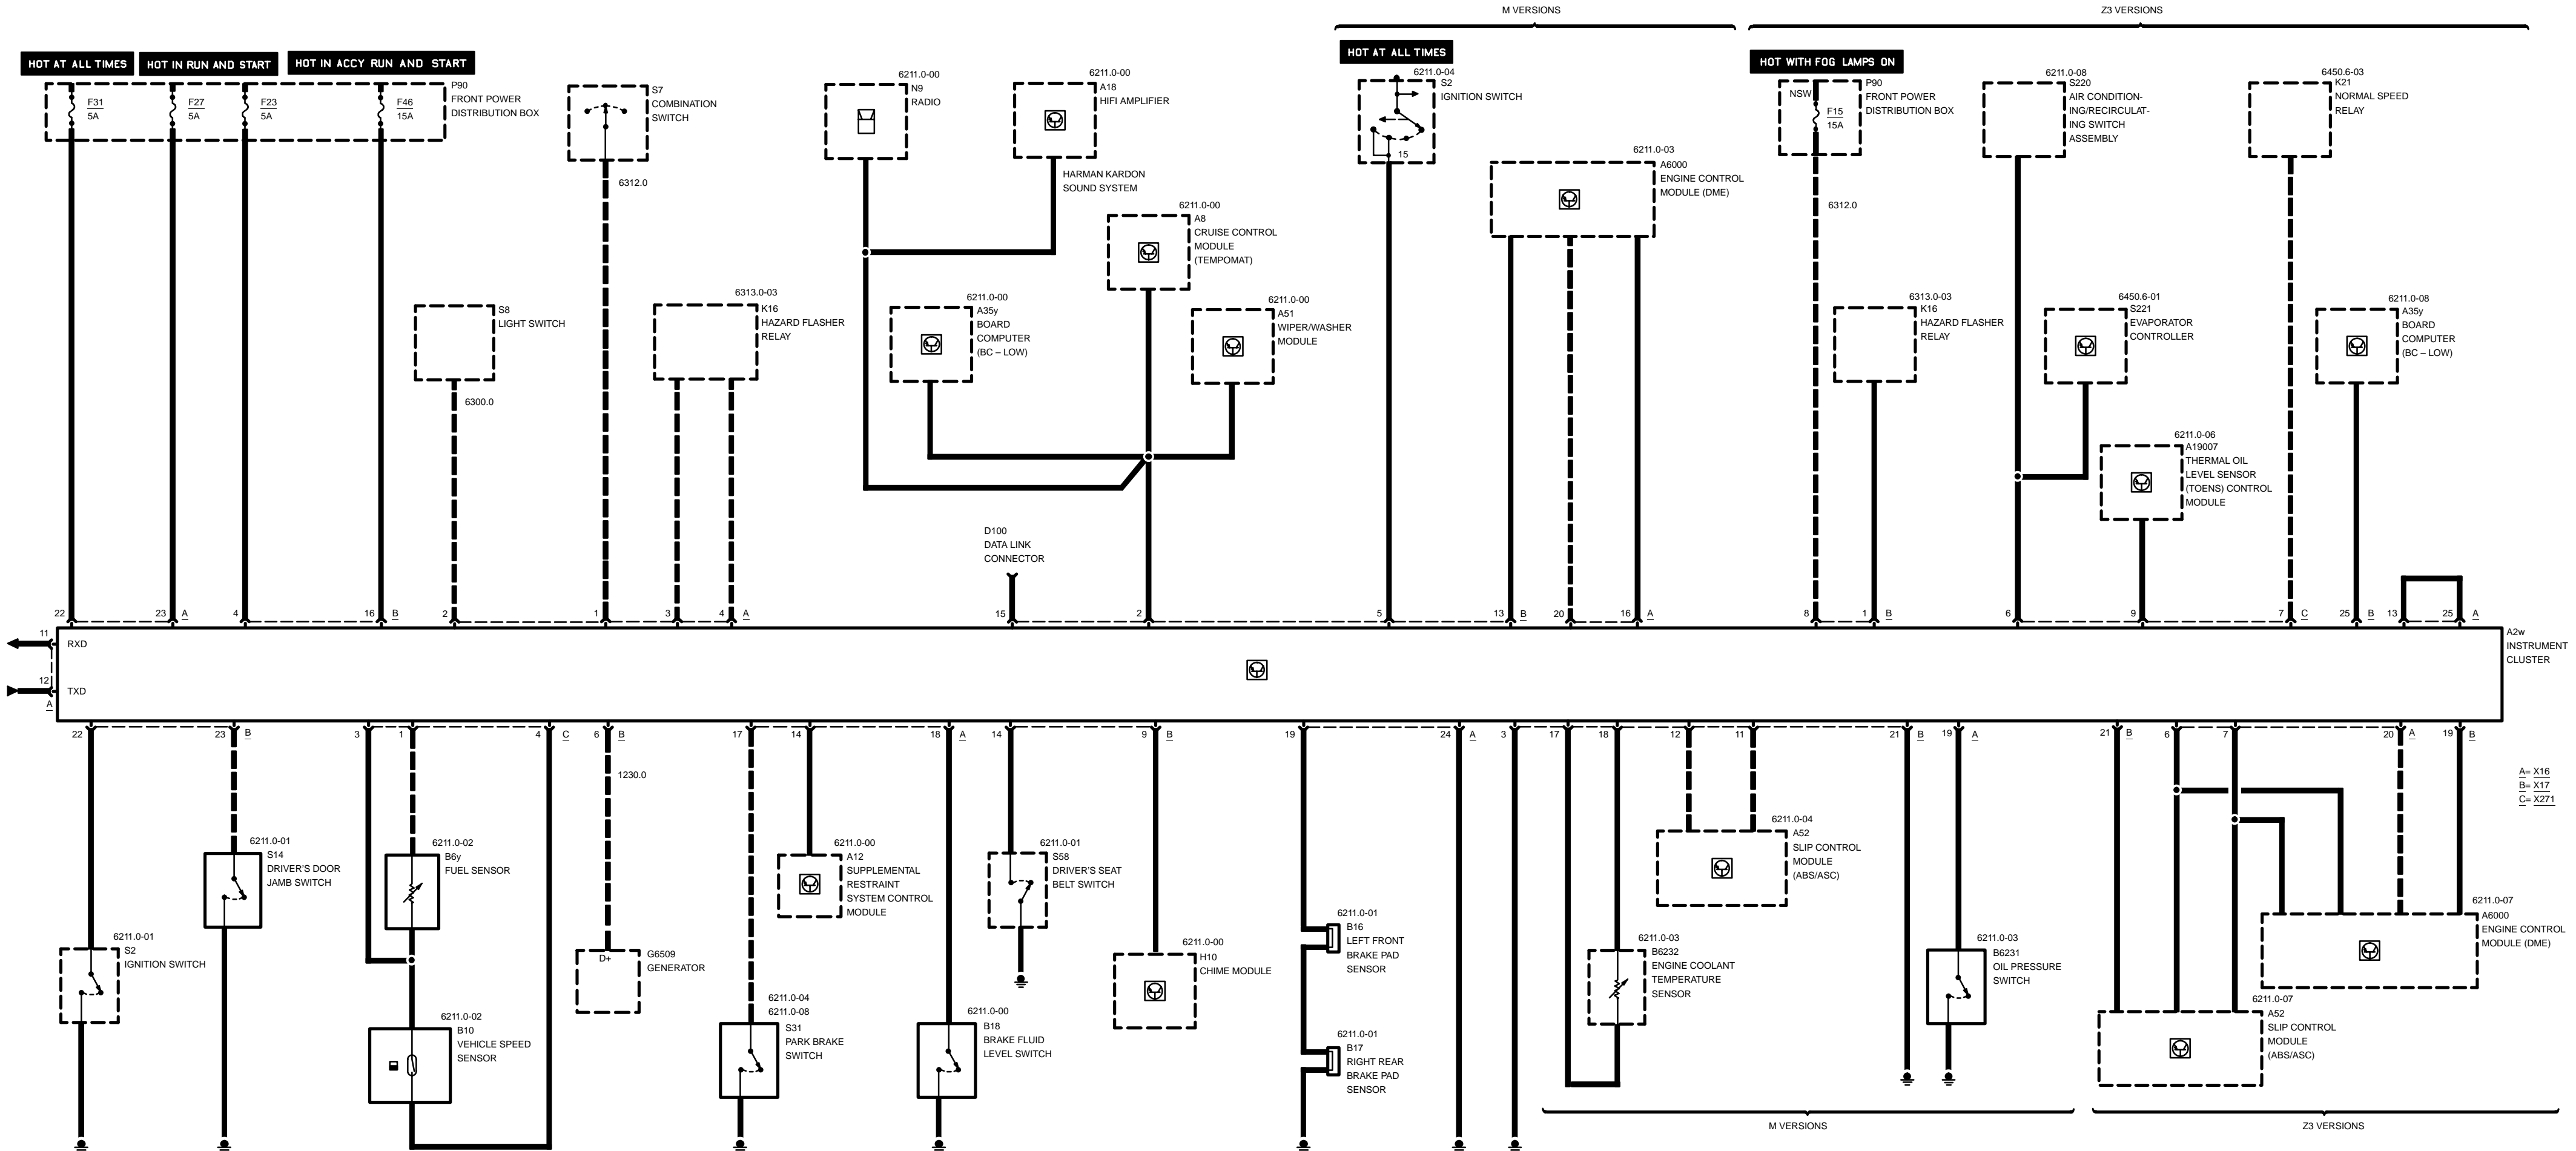 M VERSIONS
Z3 VERSIONS
HOT AT ALL TIMES
HOT IN RUN AND START
HOT IN ACCY RUN AND START
F31
5A
F27
5A
F23
5A
F46
15A
P90
FRONT POWER
DISTRIBUTION BOX
S7
COMBINATION
SWITCH
6312.0
6211.0-00
N9
RADIO
6211.0-00
A18
HIFI AMPLIFIER
HARMAN KARDON
SOUND SYSTEM
HOT AT ALL TIMES
6211.0-04
S2
IGNITION SWITCH
15
6211.0-03
A6000
ENGINE CONTROL
MODULE (DME)
HOT WITH FOG LAMPS ON
NSW
F15
15A
P90
FRONT POWER
DISTRIBUTION BOX
6312.0
6211.0-08
S220
AIR CONDITION-
ING/RECIRCULAT-
ING SWITCH
ASSEMBLY
6450.6-03
K21
NORMAL SPEED
RELAY
6211.0-00
A8
CRUISE CONTROL
MODULE
(TEMPOMAT)
S8
LIGHT SWITCH
6300.0
6313.0-03
K16
HAZARD FLASHER
RELAY
6211.0-00
A35y
BOARD
COMPUTER
(BC – LOW)
6211.0-00
A51
WIPER/WASHER
MODULE
6313.0-03
K16
HAZARD FLASHER
RELAY
6450.6-01
S221
EVAPORATOR
CONTROLLER
6211.0-08
A35y
BOARD
COMPUTER
(BC – LOW)
6211.0-06
A19007
THERMAL OIL
LEVEL SENSOR
(TOENS) CONTROL
MODULE
D100
DATA LINK
CONNECTOR
22 23 A 4 16 B 2 1 3 4 A 15 2 5 13 B 20 16 A 8 1 B 6 9 7 C 25 B 13 25 A
11
RXD
12
TXD
A
A2w
INSTRUMENT
CLUSTER
22 23 B 3 1 4 C 6 B 17 14 18 A 14 9 B 19 24 A 3 17 18 12 11 21 B 19 A 21 B 6 7 20 A 19 B
1230.0
A= X16
B= X17
C= X271
6211.0-01
S14
DRIVER'S DOOR
JAMB SWITCH
6211.0-02
B6y
FUEL SENSOR
6211.0-00
A12
SUPPLEMENTAL
RESTRAINT
SYSTEM CONTROL
MODULE
6211.0-01
S58
DRIVER'S SEAT
BELT SWITCH
6211.0-04
A52
SLIP CONTROL
MODULE
(ABS/ASC)
6211.0-01
S2
IGNITION SWITCH
D+
G6509
GENERATOR
6211.0-00
H10
CHIME MODULE
6211.0-01
B16
LEFT FRONT
BRAKE PAD
SENSOR
6211.0-03
B6232
ENGINE COOLANT
TEMPERATURE
SENSOR
6211.0-03
B6231
OIL PRESSURE
SWITCH
6211.0-07
A6000
ENGINE CONTROL
MODULE (DME)
6211.0-02
B10
VEHICLE SPEED
SENSOR
6211.0-04
6211.0-08
S31
PARK BRAKE
SWITCH
6211.0-00
B18
BRAKE FLUID
LEVEL SWITCH
6211.0-01
B17
RIGHT REAR
BRAKE PAD
SENSOR
6211.0-07
A52
SLIP CONTROL
MODULE
(ABS/ASC)
M VERSIONS
Z3 VERSIONS